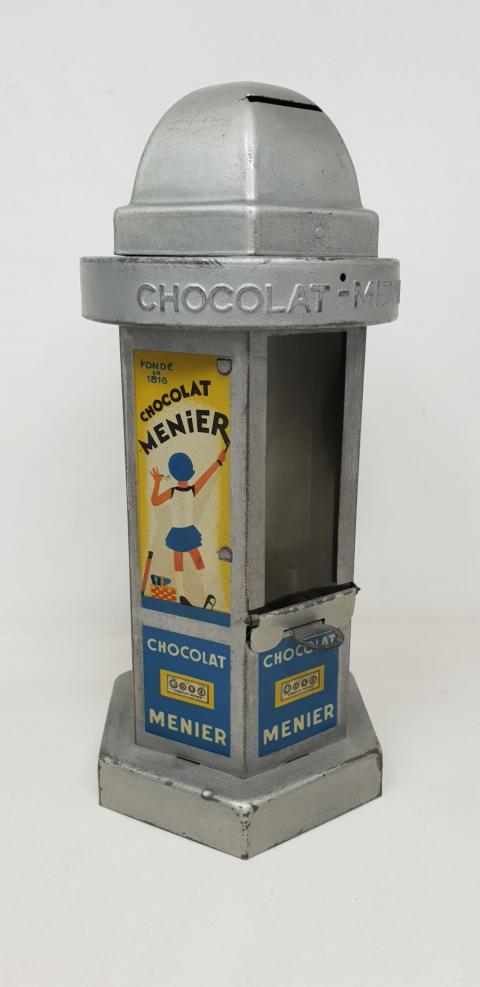 CHOCOLAT - MEN
FONDÉ
EN
1816
CHOCOLAT
MENiER
CHOCOLAT
MENIER
CHOCOLAT
MENIER